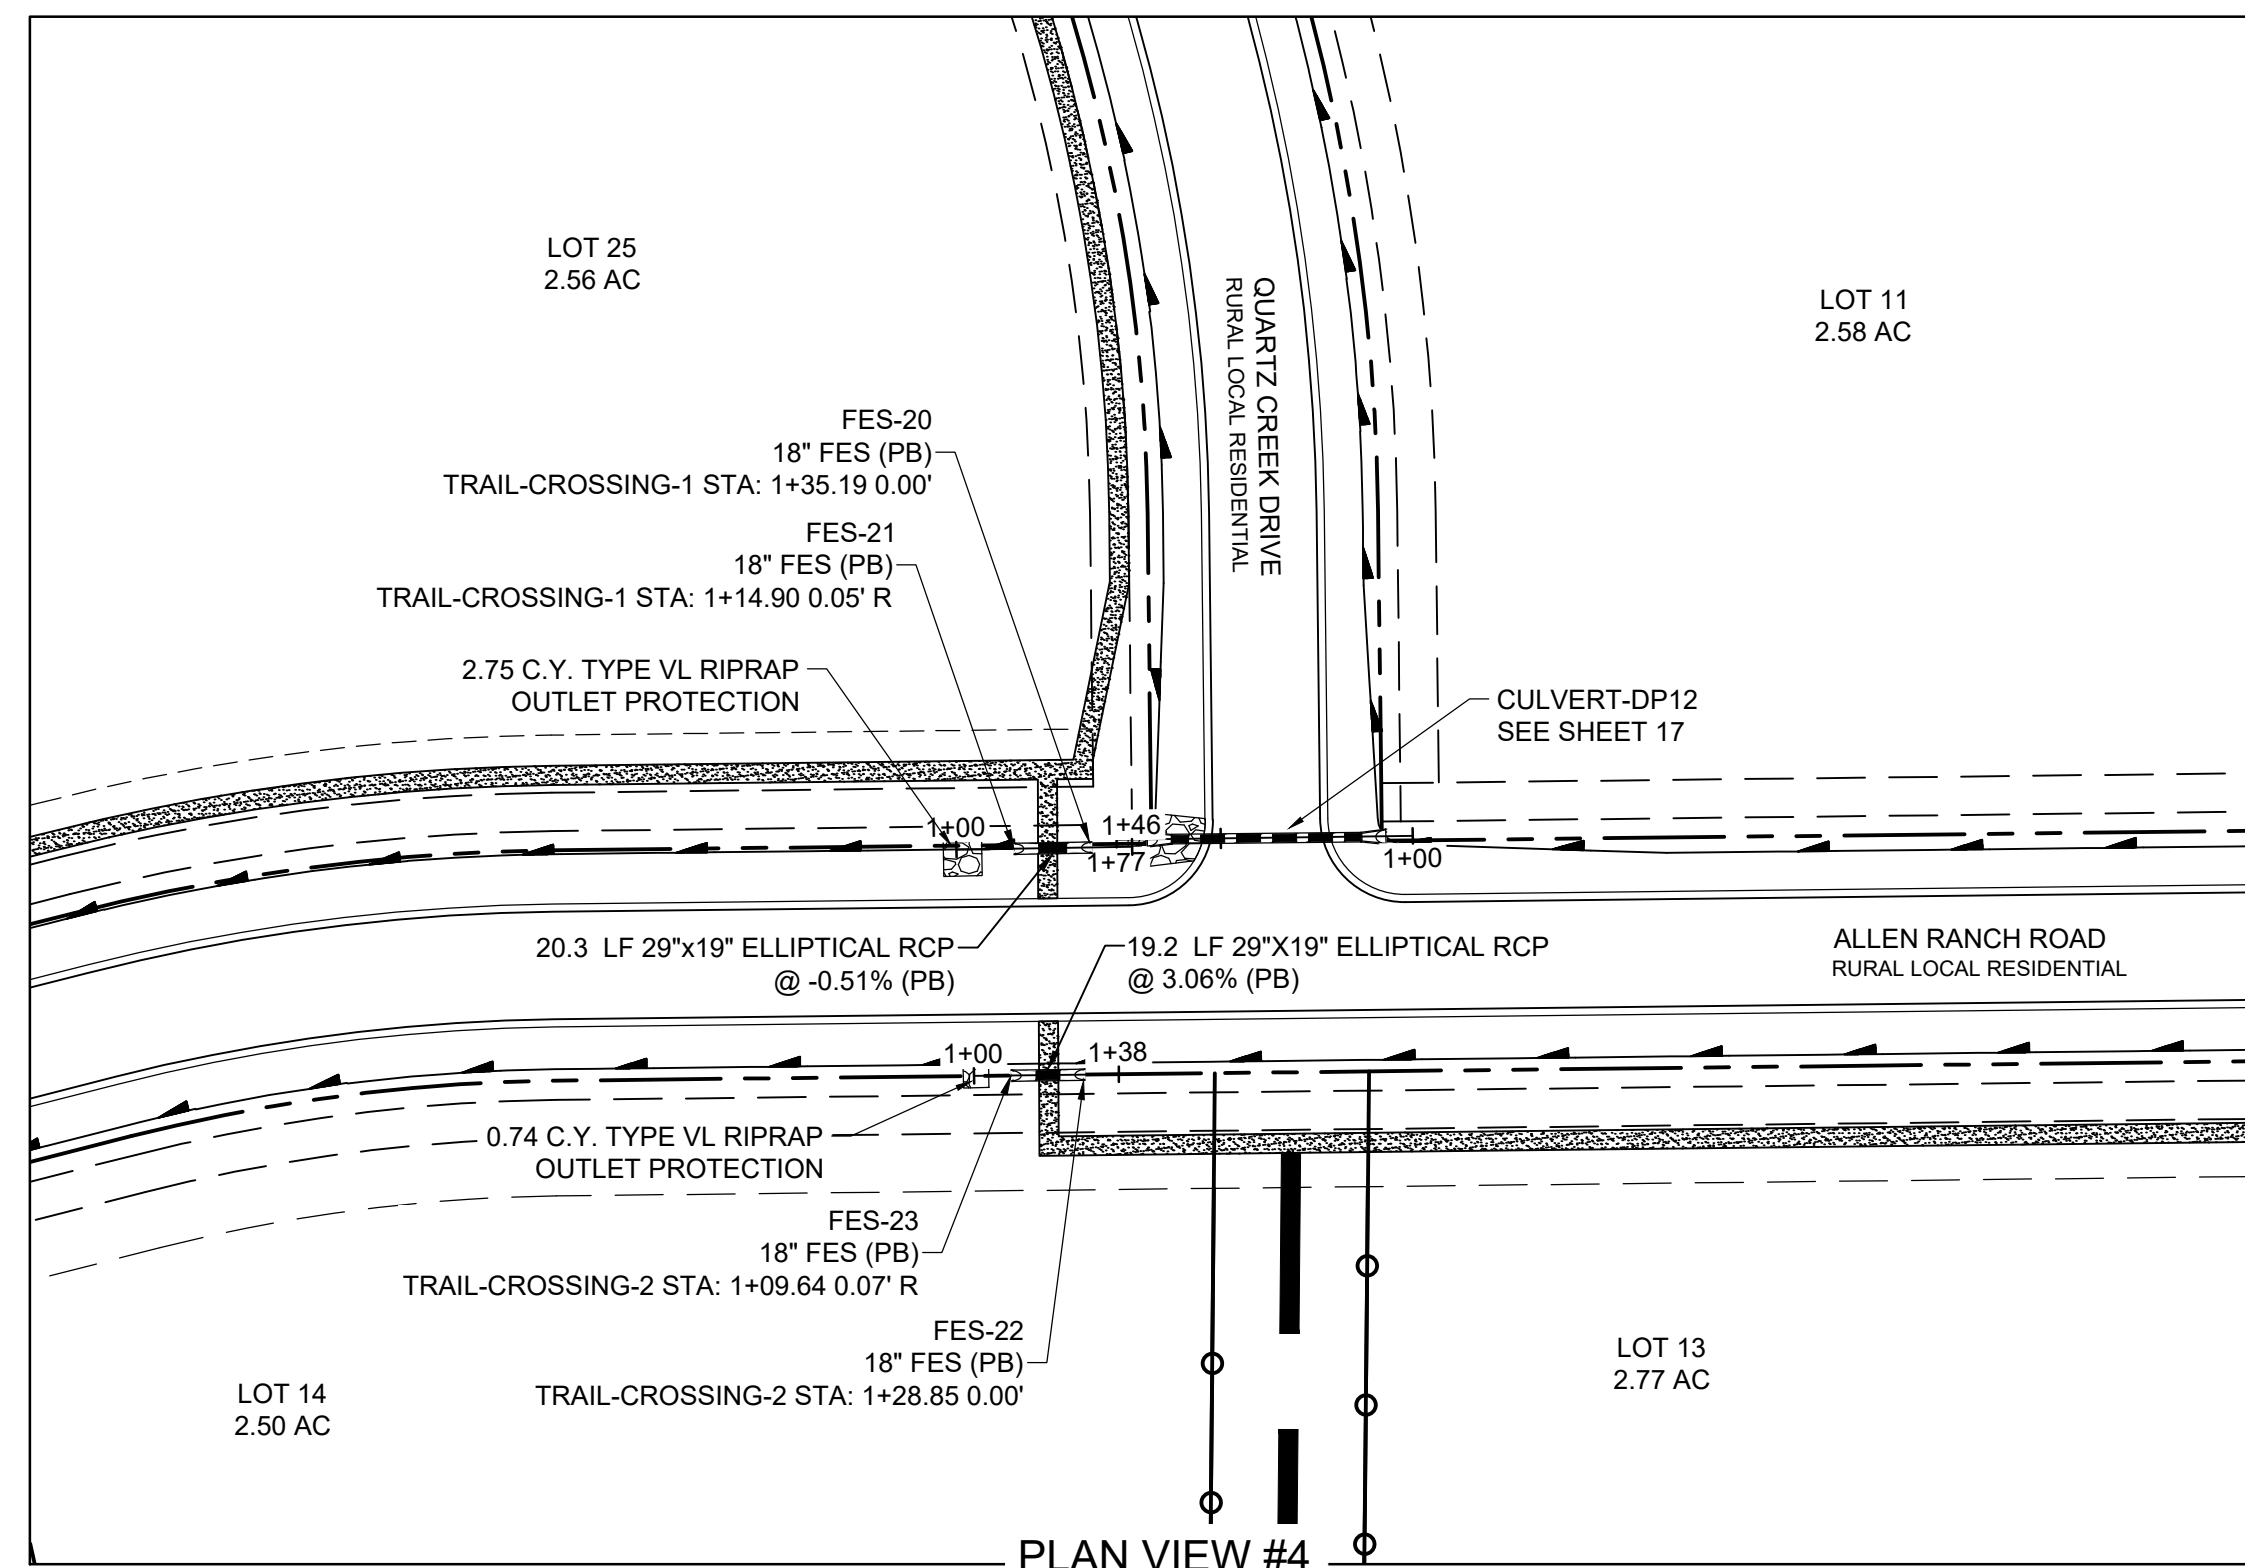 LOT 25
2.56 AC
LOT 11
2.58 AC
QUARTZ CREEK DRIVE
RURAL LOCAL RESIDENTIAL
FES-20
18" FES (PB)
TRAIL-CROSSING-1 STA: 1+35.19 0.00'
FES-21
18" FES (PB)
TRAIL-CROSSING-1 STA: 1+14.90 0.05' R
2.75 C.Y. TYPE VL RIPRAP
OUTLET PROTECTION
CULVERT-DP12
SEE SHEET 17
1+00
1+46
1+77
1+00
20.3 LF 29"x19" ELLIPTICAL RCP
@ -0.51% (PB)
19.2 LF 29"X19" ELLIPTICAL RCP
@ 3.06% (PB)
ALLEN RANCH ROAD
RURAL LOCAL RESIDENTIAL
1+00
1+38
0.74 C.Y. TYPE VL RIPRAP
OUTLET PROTECTION
FES-23
18" FES (PB)
TRAIL-CROSSING-2 STA: 1+09.64 0.07' R
FES-22
18" FES (PB)
TRAIL-CROSSING-2 STA: 1+28.85 0.00'
LOT 14
2.50 AC
LOT 13
2.77 AC
PLAN VIEW #4